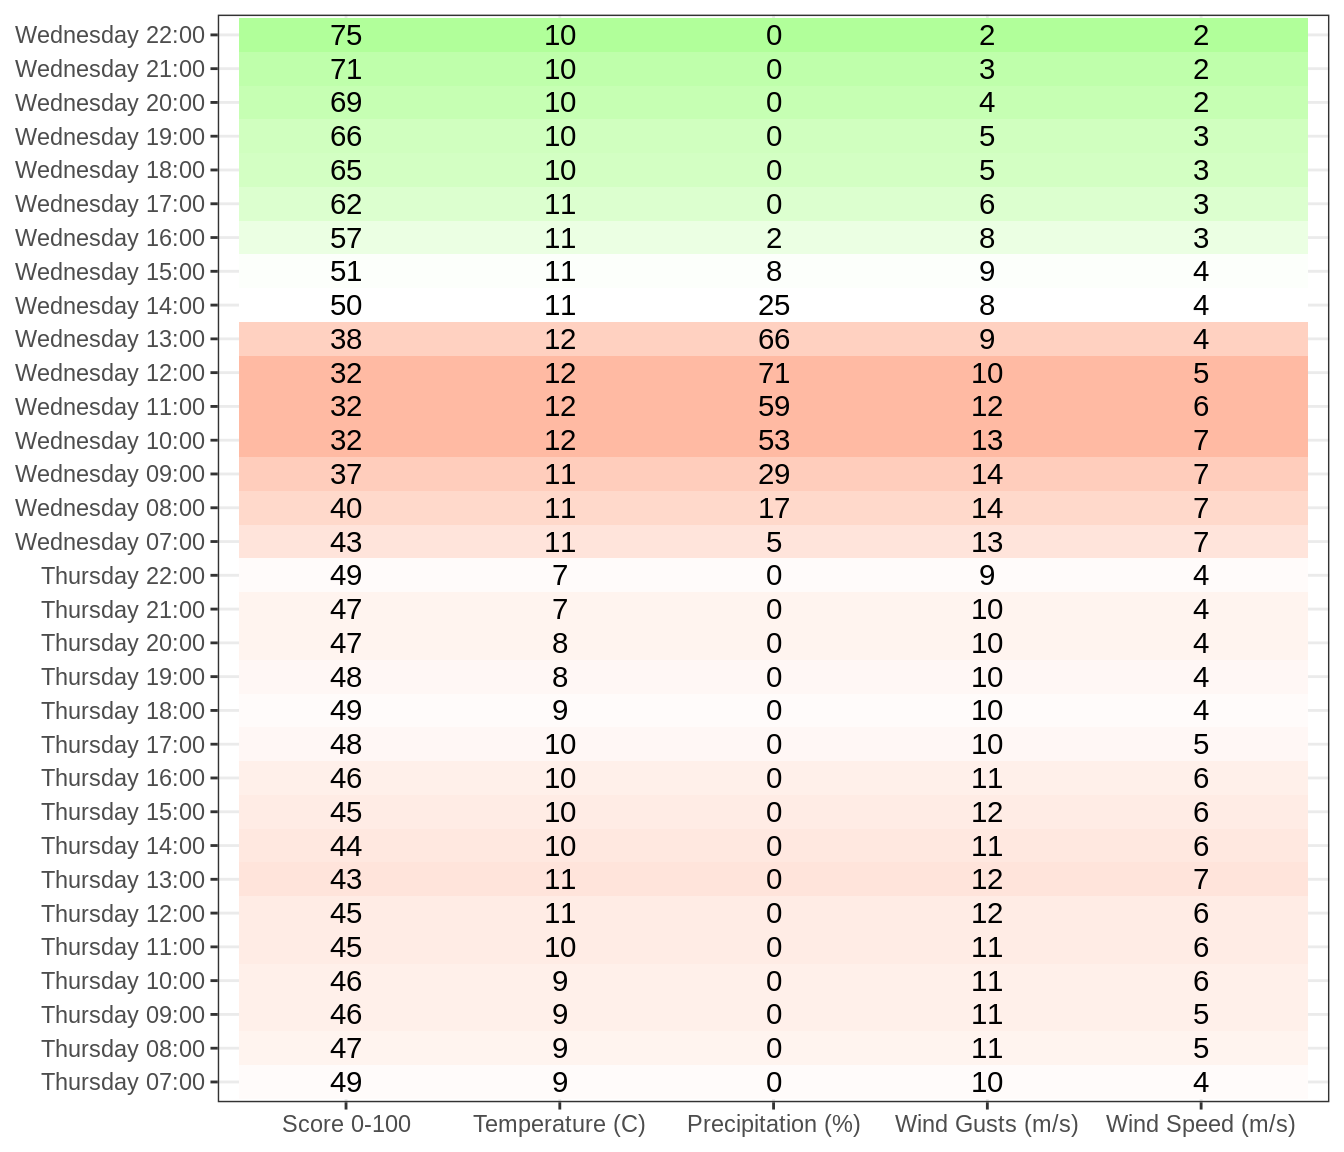 Wednesday 22:00 75 10 0 2 2
Wednesday 21:00 71 10 0 3 2
Wednesday 20:00 69 10 0 4 2
Wednesday 19:00 66 10 0 5 3
Wednesday 18:00 65 10 0 5 3
Wednesday 17:00 62 11 0 6 3
Wednesday 16:00 57 11 2 8 3
Wednesday 15:00 51 11 8 9 4
Wednesday 14:00 50 11 25 8 4
Wednesday 13:00 38 12 66 9 4
Wednesday 12:00 32 12 71 10 5
Wednesday 11:00 32 12 59 12 6
Wednesday 10:00 32 12 53 13 7
Wednesday 09:00 37 11 29 14 7
Wednesday 08:00 40 11 17 14 7
Wednesday 07:00 43 11 5 13 7
Thursday 22:00 49 7 0 9 4
Thursday 21:00 47 7 0 10 4
Thursday 20:00 47 8 0 10 4
Thursday 19:00 48 8 0 10 4
Thursday 18:00 49 9 0 10 4
Thursday 17:00 48 10 0 10 5
Thursday 16:00 46 10 0 11 6
Thursday 15:00 45 10 0 12 6
Thursday 14:00 44 10 0 11 6
Thursday 13:00 43 11 0 12 7
Thursday 12:00 45 11 0 12 6
Thursday 11:00 45 10 0 11 6
Thursday 10:00 46 9 0 11 6
Thursday 09:00 46 9 0 11 5
Thursday 08:00 47 9 0 11 5
Thursday 07:00 49 9 0 10 4
Score 0-100 Temperature (C) Precipitation (%) Wind Gusts (m/s) Wind Speed (m/s)